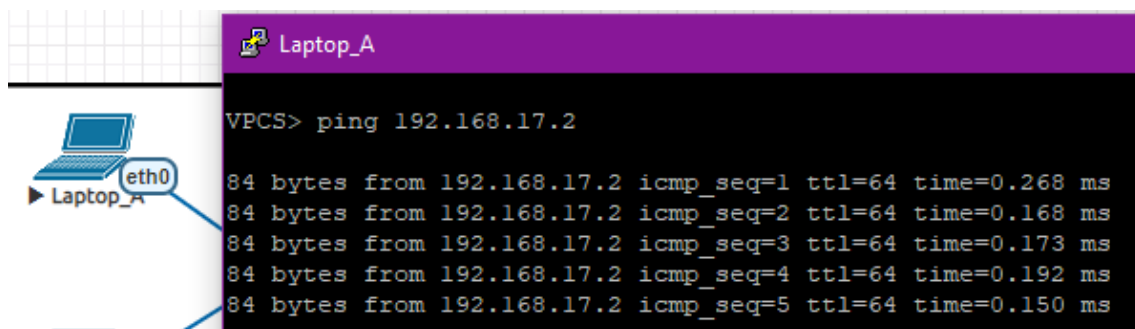 Laptop_A
VPCS> ping 192.168.17.2
84 bytes from 192.168.17.2 icmp_seq=1 ttl=64 time=0.268 ms
84 bytes from 192.168.17.2 icmp_seq=2 ttl=64 time=0.168 ms
84 bytes from 192.168.17.2 icmp_seq=3 ttl=64 time=0.173 ms
84 bytes from 192.168.17.2 icmp_seq=4 ttl=64 time=0.192 ms
84 bytes from 192.168.17.2 icmp_seq=5 ttl=64 time=0.150 ms
eth0
Laptop_A